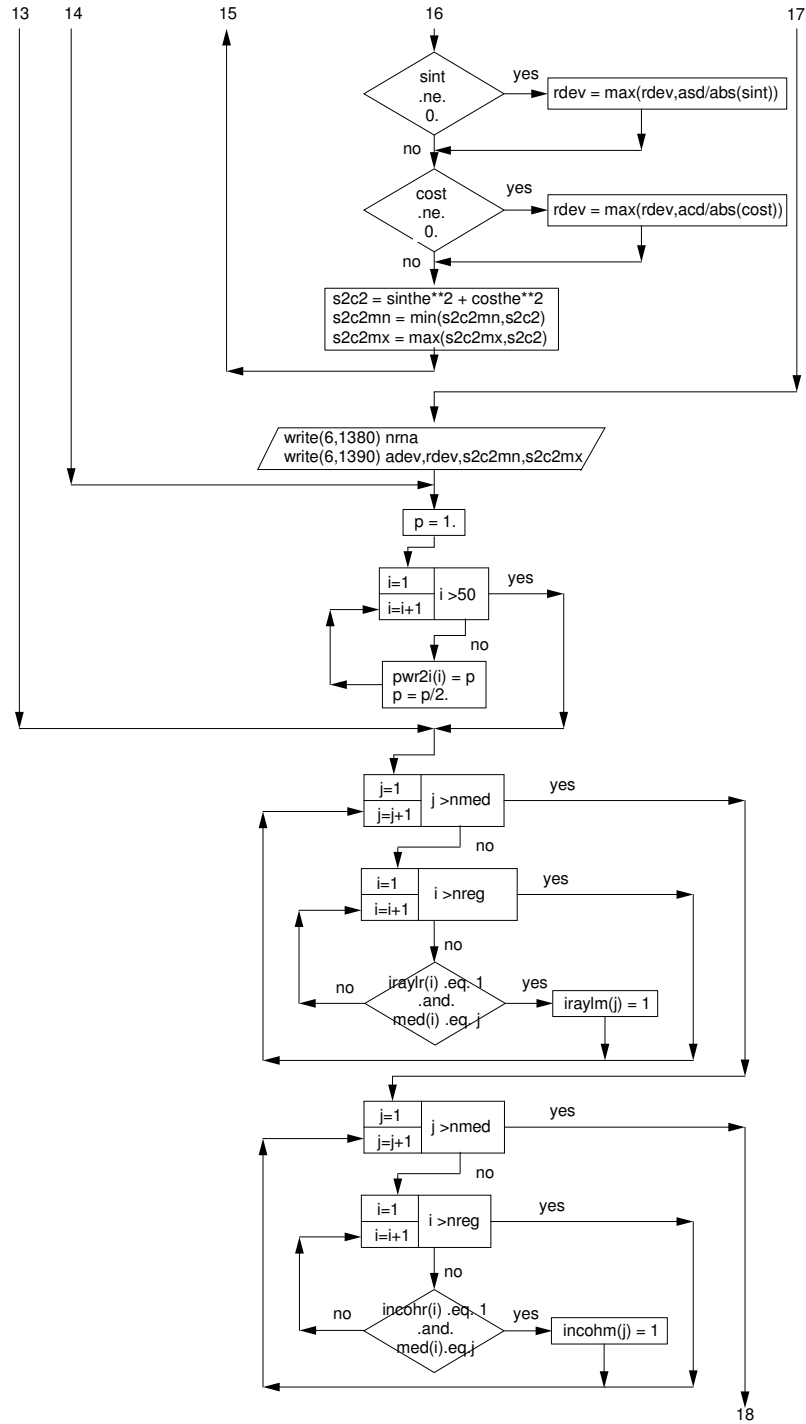 13
14
15
16
17
sint
.ne.
0.
yes
rdev = max(rdev,asd/abs(sint))
no
cost
.ne.
0.
yes
rdev = max(rdev,acd/abs(cost))
no
s2c2 = sinthe**2 + costhe**2
s2c2mn = min(s2c2mn,s2c2)
s2c2mx = max(s2c2mx,s2c2)
write(6,1380) nrna
write(6,1390) adev,rdev,s2c2mn,s2c2mx
p = 1.
i=1
i=i+1
i >50
yes
no
pwr2i(i) = p
p = p/2.
j=1
j=j+1
j >nmed
yes
no
i=1
i=i+1
i >nreg
yes
no
iraylr(i) .eq. 1
.and.
med(i) .eq. j
no
yes
iraylm(j) = 1
j=1
j=j+1
j >nmed
yes
no
i=1
i=i+1
i >nreg
yes
no
incohr(i) .eq. 1
.and.
med(i).eq.j
no
yes
incohm(j) = 1
18